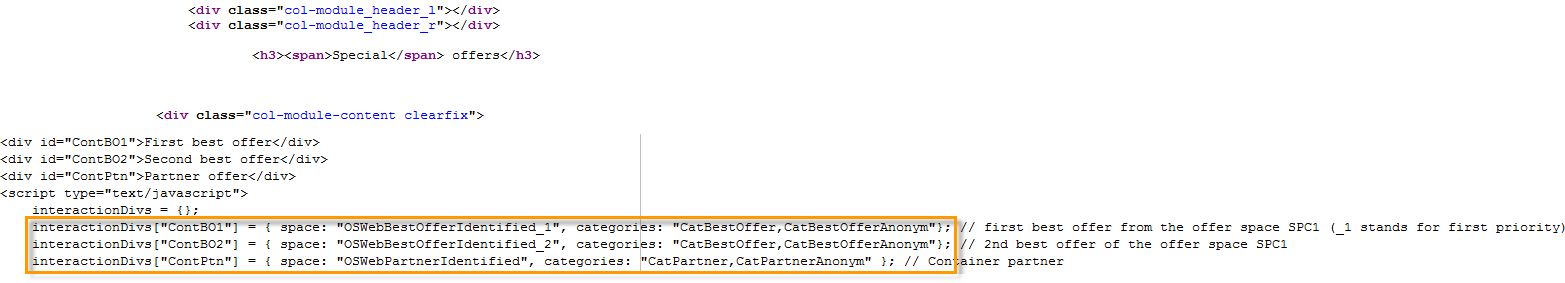 <div class="col-module_header_l"></div>
<div class="col-module_header_r"></div>
<h3><span>Special</span> offers</h3>
<div class="col-module-content clearfix">
<div id="ContBO1">First best offer</div>
<div id="ContBO2">Second best offer</div>
<div id="ContPtn">Partner offer</div>
<script type="text/javascript">
interactionDivs = {};
interactionDivs["ContBO1"] = { space: "OSWebBestOfferIdentified_1", categories: "CatBestOffer,CatBestOfferAnonym"}; // first best offer from the offer space SPC1 (_1 stands for first priority)
interactionDivs["ContBO2"] = { space: "OSWebBestOfferIdentified_2", categories: "CatBestOffer,CatBestOfferAnonym"}; // 2nd best offer of the offer space SPC1
interactionDivs["ContPtn"] = { space: "OSWebPartnerIdentified", categories: "CatPartner,CatPartnerAnonym" }; // Container partner